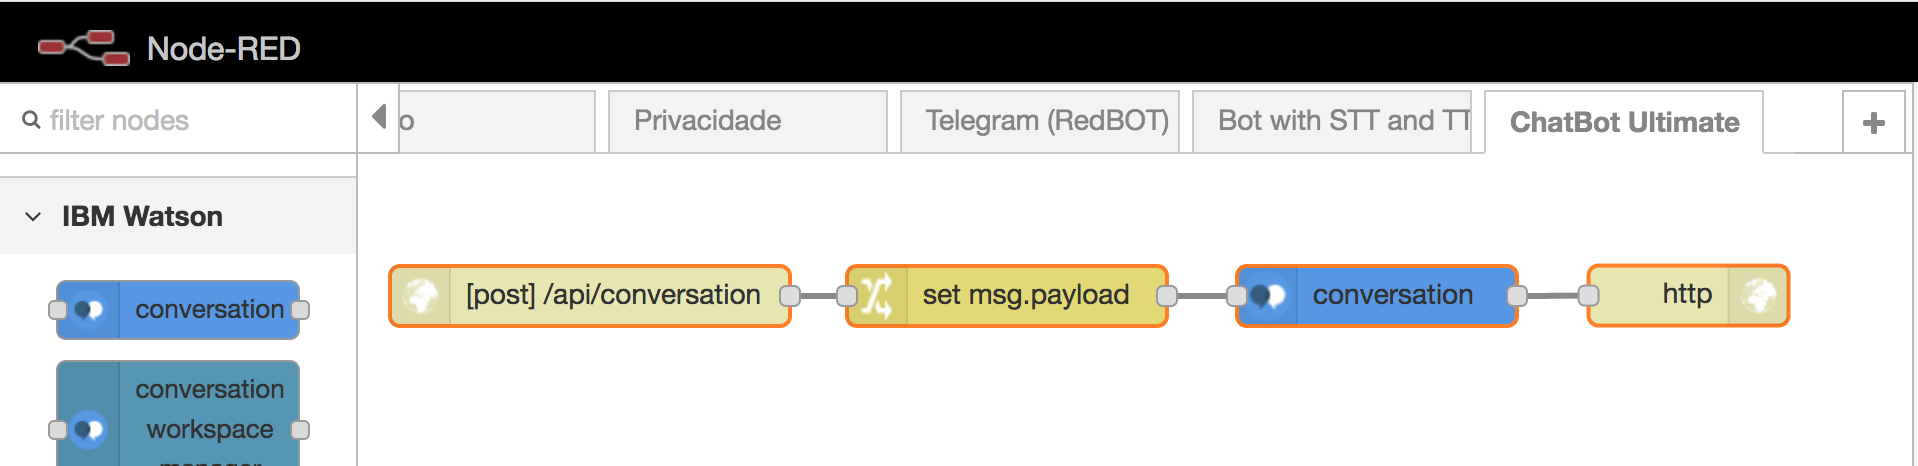 Node-RED
filter nodes
o
Privacidade
Telegram (RedBOT)
Bot with STT and TT
ChatBot Ultimate
IBM Watson
[post] /api/conversation
set msg.payload
conversation
http
conversation
conversation
workspace
manager